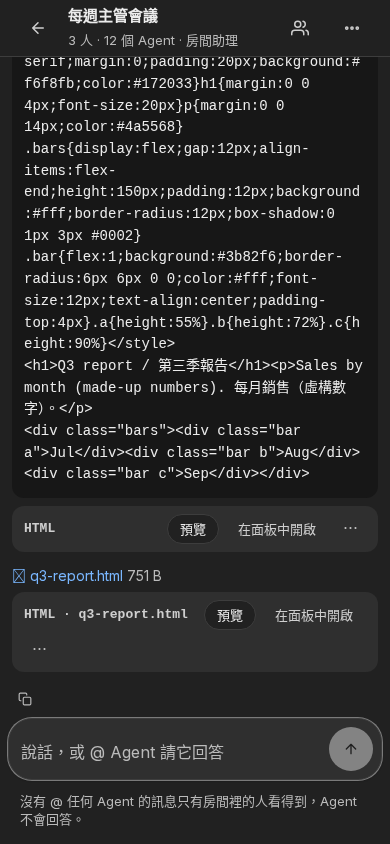 每週主管會議
3 人 · 12 個 Agent · 房間助理
serif;margin:0;padding:20px;background:#
f6f8fb;color:#172033}h1{margin:0 0
4px;font-size:20px}p{margin:0 0
14px;color:#4a5568}
.bars{display:flex;gap:12px;align-
items:flex-
end;height:150px;padding:12px;background
:#fff;border-radius:12px;box-shadow:0
1px 3px #0002}
.bar{flex:1;background:#3b82f6;border-
radius:6px 6px 0 0;color:#fff;font-
size:12px;text-align:center;padding-
top:4px}.a{height:55%}.b{height:72%}.c{h
eight:90%}</style>
<h1>Q3 report / 第三季報告</h1><p>Sales by
month (made-up numbers). 每月銷售（虛構數
字）。</p>
<div class="bars"><div class="bar
a">Jul</div><div class="bar b">Aug</div>
<div class="bar c">Sep</div></div>
HTML 預覽 在面板中開啟 ···
q3-report.html 751 B
HTML · q3-report.html 預覽 在面板中開啟
···
說話，或 @ Agent 請它回答
沒有 @ 任何 Agent 的訊息只有房間裡的人看得到，Agent
不會回答。